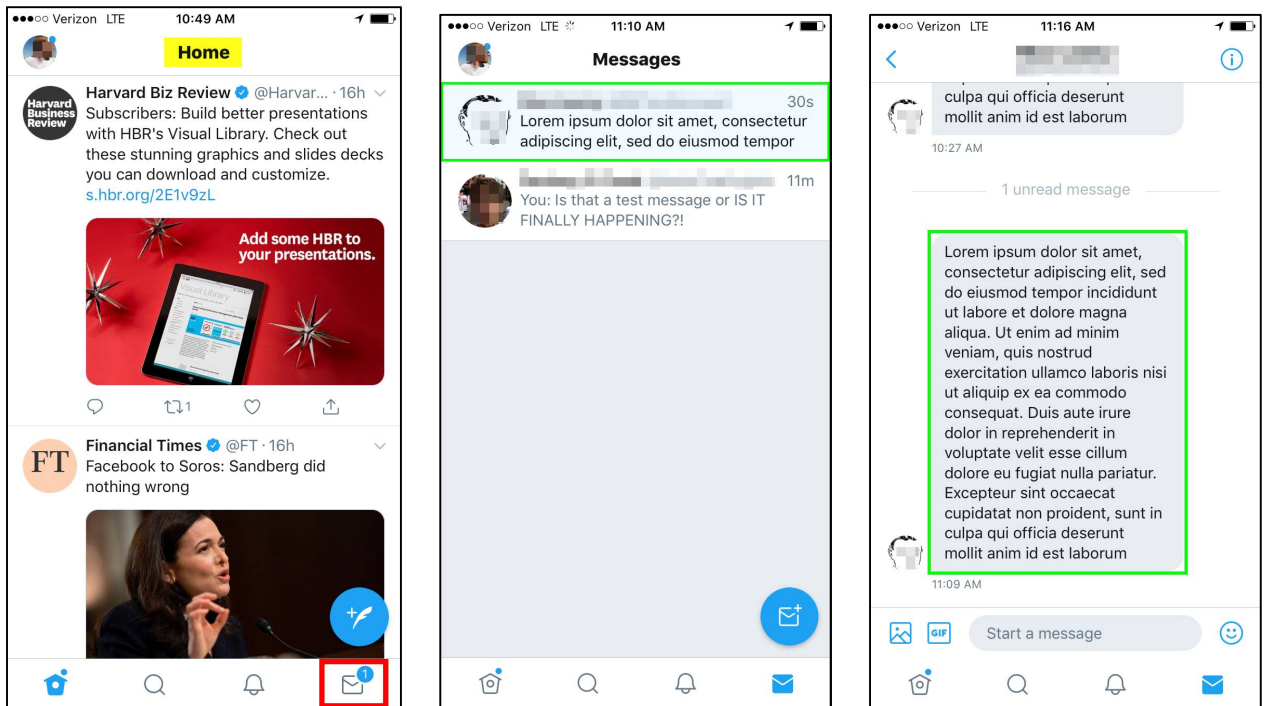 Verizon LTE 10:49 AM
Home
Harvard
Business
Review
Harvard Biz Review @Harvar... · 16h
Subscribers: Build better presentations
with HBR's Visual Library. Check out
these stunning graphics and slides decks
you can download and customize.
s.hbr.org/2E1v9zL
Add some HBR to
your presentations.
Visual Library
1
FT
Financial Times @FT · 16h
Facebook to Soros: Sandberg did
nothing wrong
1
Verizon LTE 11:10 AM
Messages
30s
Lorem ipsum dolor sit amet, consectetur
adipiscing elit, sed do eiusmod tempor
11m
You: Is that a test message or IS IT
FINALLY HAPPENING?!
Verizon LTE 11:16 AM
culpa qui officia deserunt
mollit anim id est laborum
10:27 AM
1 unread message
Lorem ipsum dolor sit amet,
consectetur adipiscing elit, sed
do eiusmod tempor incididunt
ut labore et dolore magna
aliqua. Ut enim ad minim
veniam, quis nostrud
exercitation ullamco laboris nisi
ut aliquip ex ea commodo
consequat. Duis aute irure
dolor in reprehenderit in
voluptate velit esse cillum
dolore eu fugiat nulla pariatur.
Excepteur sint occaecat
cupidatat non proident, sunt in
culpa qui officia deserunt
mollit anim id est laborum
11:09 AM
GIF
Start a message